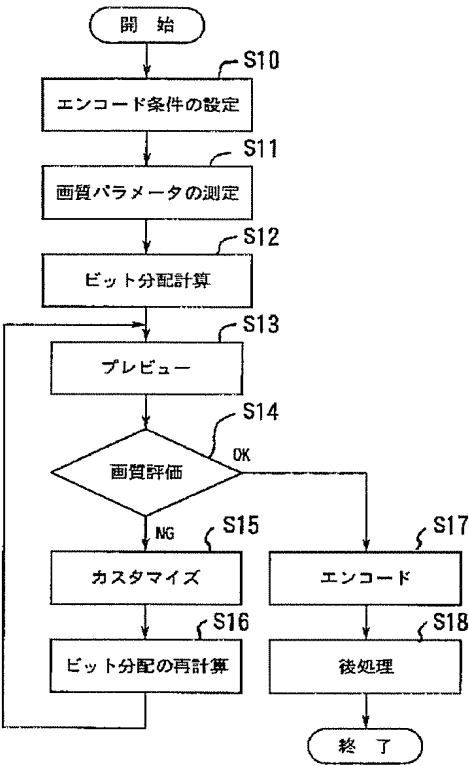 開 始
S10
エンコード条件の設定
S11
画質パラメータの測定
S12
ビット分配計算
S13
プレビュー
S14
画質評価
OK
NG
S15
カスタマイズ
S16
ビット分配の再計算
S17
エンコード
S18
後処理
終 了